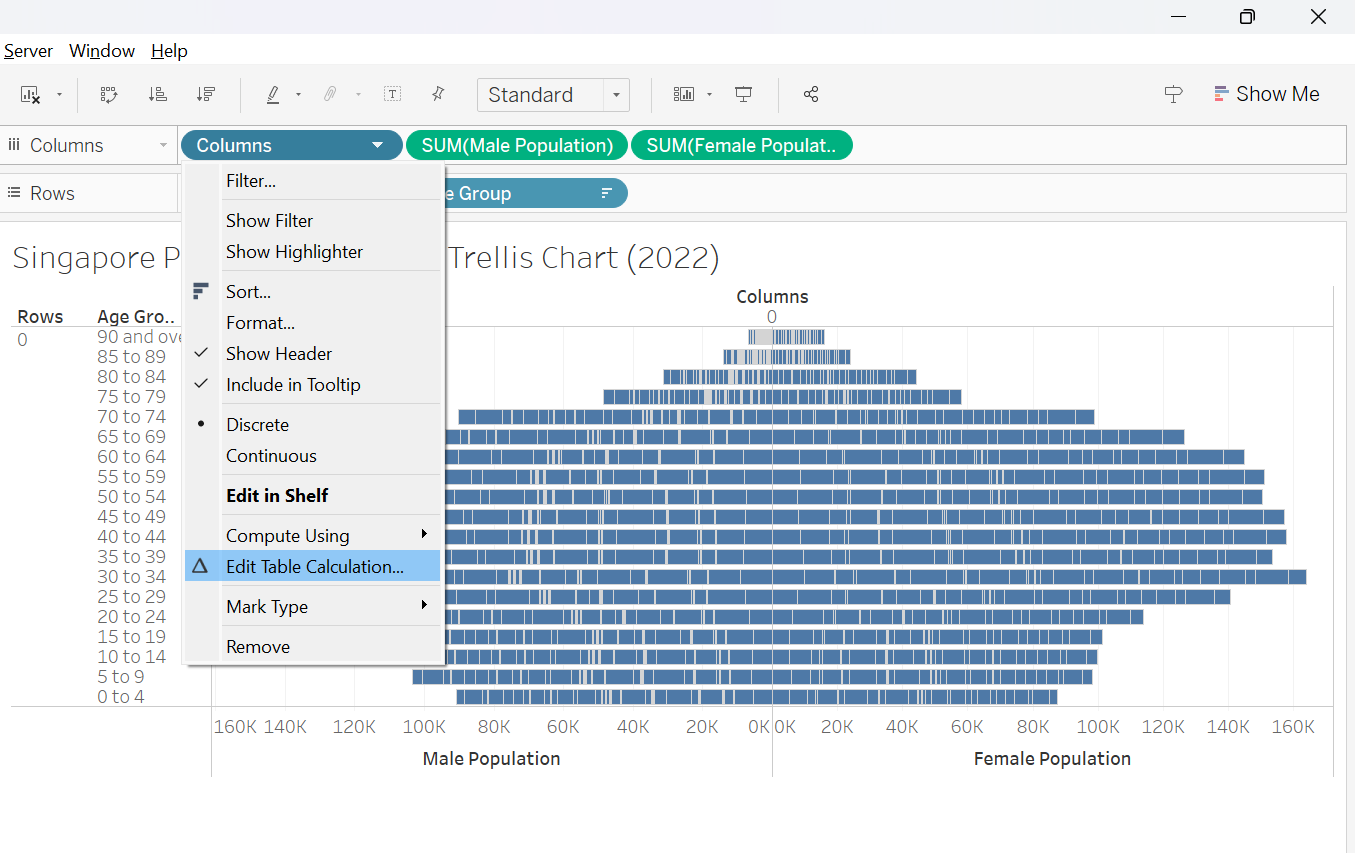 Server Window Help
Standard
Show Me
Columns
Columns
SUM(Male Population)
SUM(Female Populat..
Rows
e Group
Filter...
Show Filter
Show Highlighter
Sort...
Format...
Show Header
Include in Tooltip
Discrete
Continuous
Edit in Shelf
Compute Using
Edit Table Calculation...
Mark Type
Remove
Singapore P
Trellis Chart (2022)
Columns
0
Rows Age Gro..
0
90 and ove
85 to 89
80 to 84
75 to 79
70 to 74
65 to 69
60 to 64
55 to 59
50 to 54
45 to 49
40 to 44
35 to 39
30 to 34
25 to 29
20 to 24
15 to 19
10 to 14
5 to 9
0 to 4
160K 140K 120K 100K 80K 60K 40K 20K 0K 0K 20K 40K 60K 80K 100K 120K 140K 160K
Male Population
Female Population